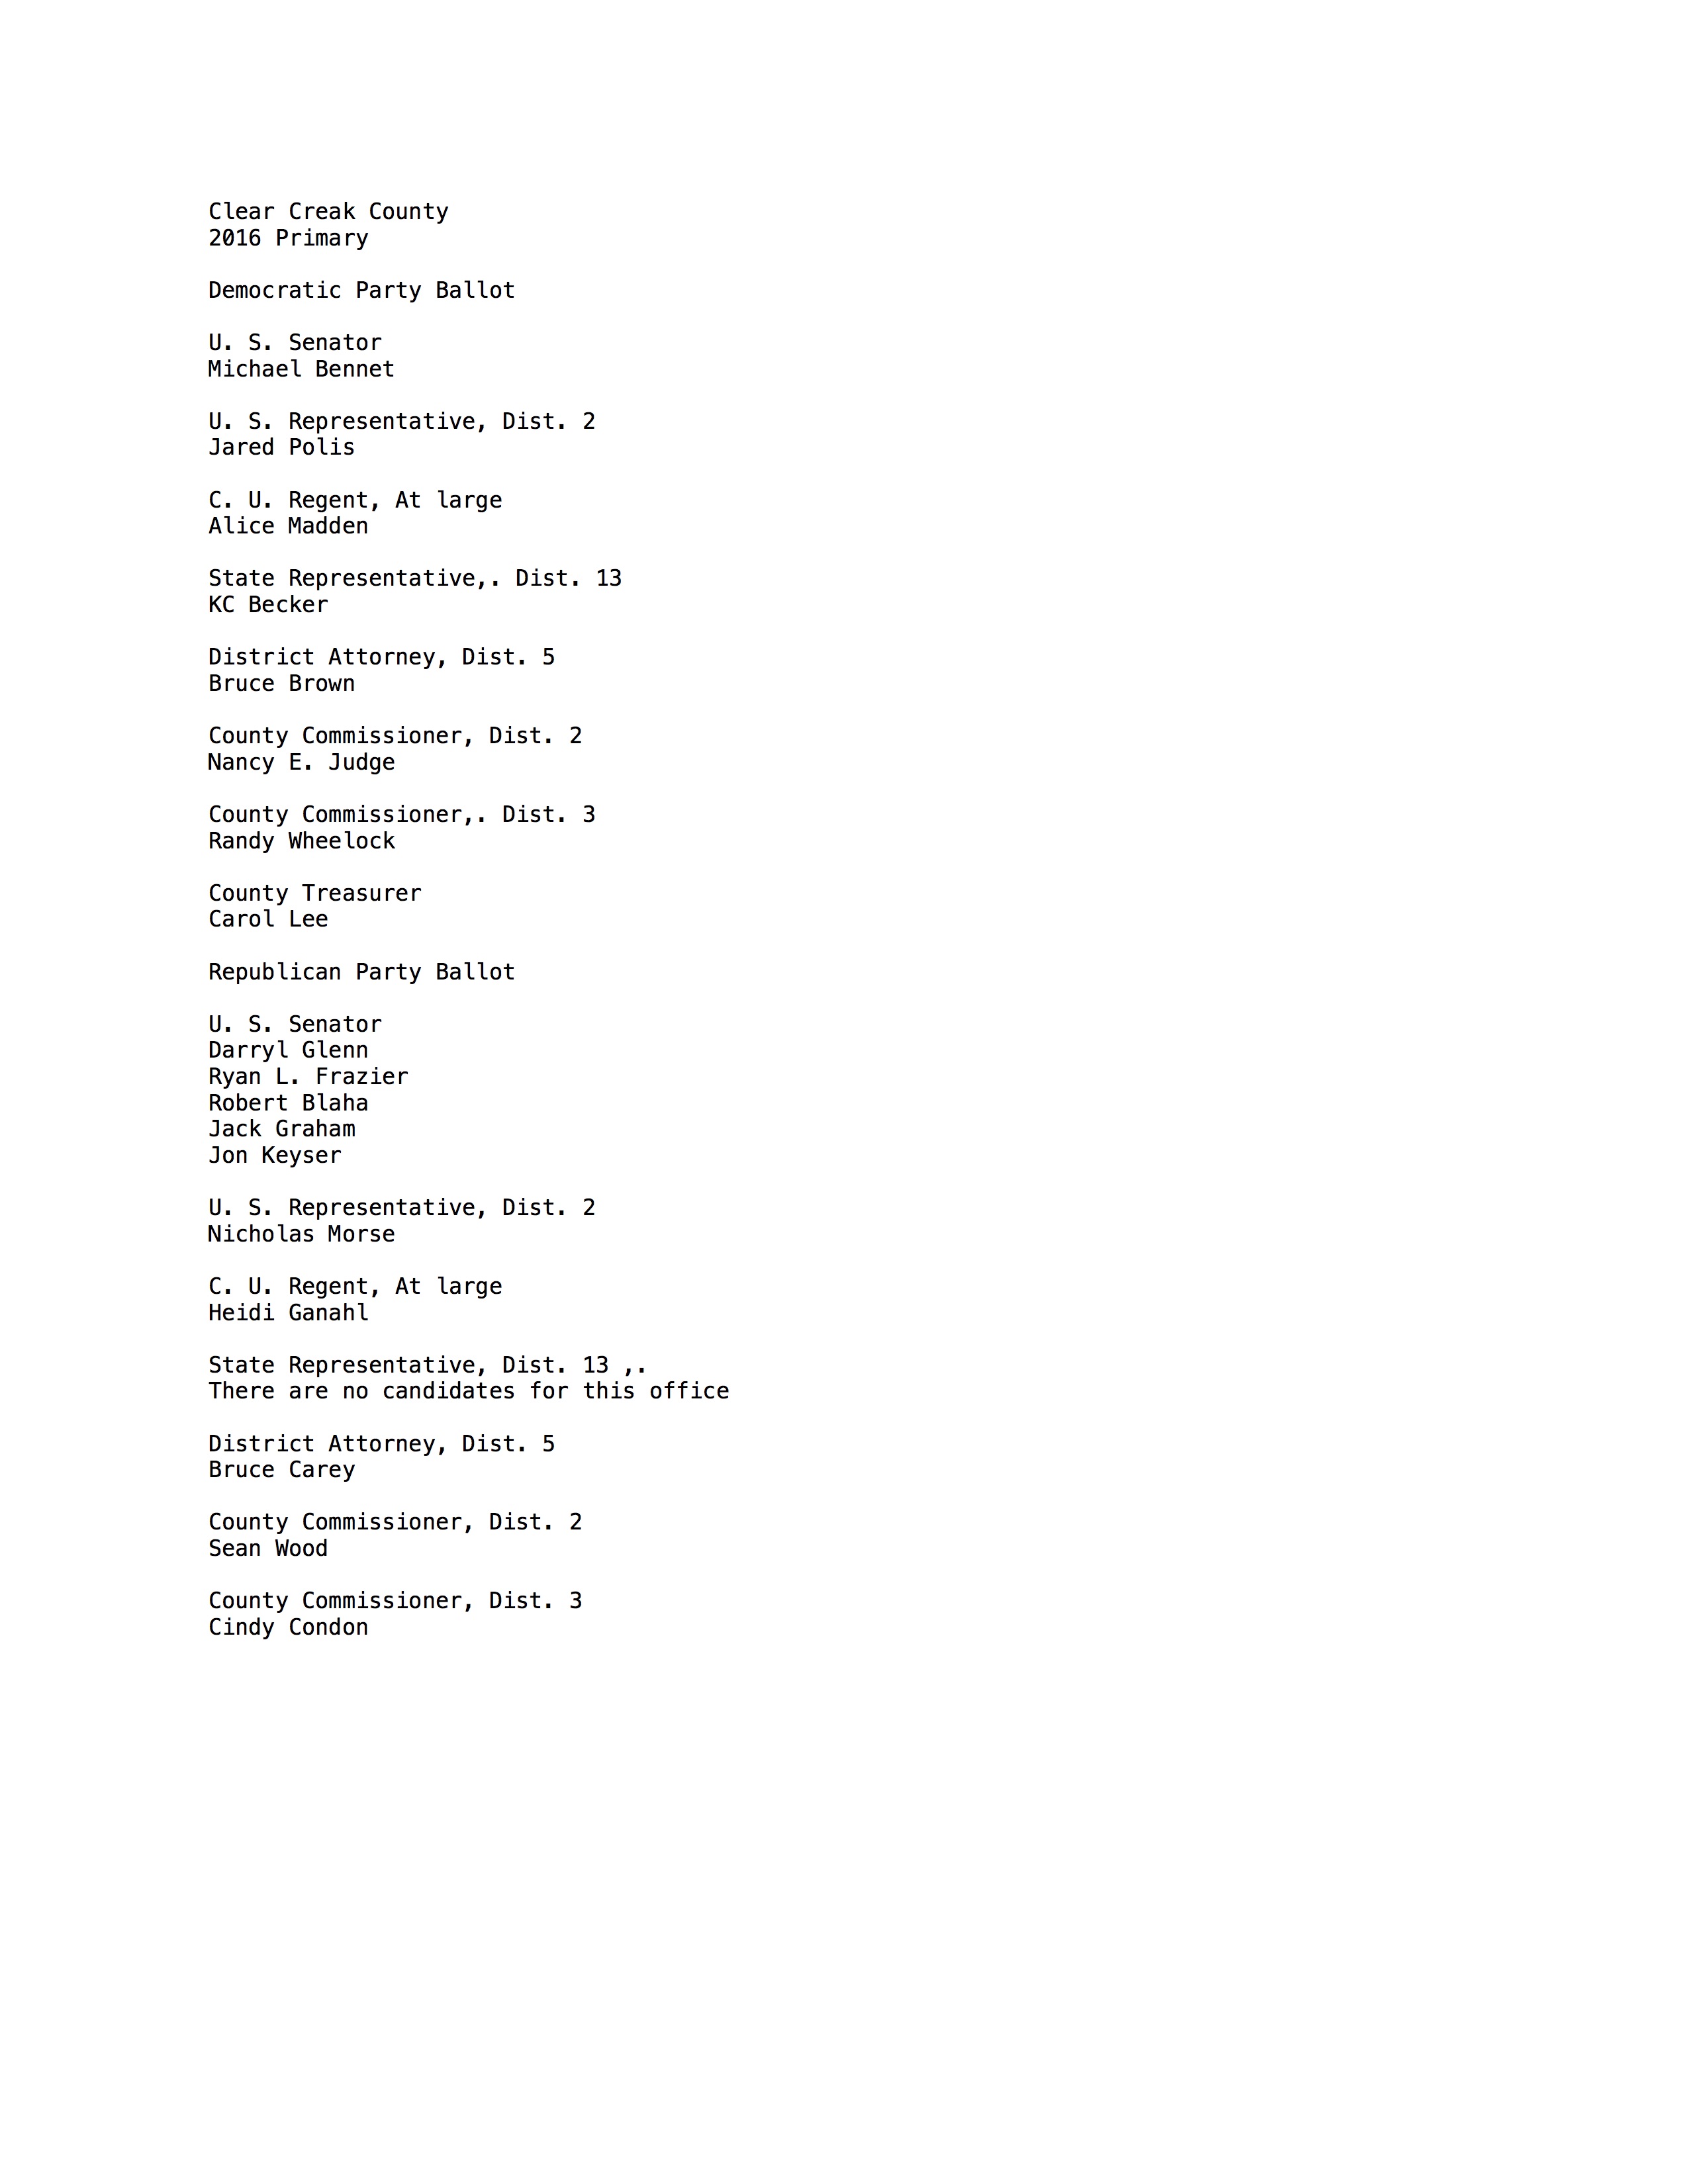 Clear Creak County
2016 Primary
Democratic Party Ballot
U. S. Senator
Michael Bennet
U. S. Representative, Dist. 2
Jared Polis
C. U. Regent, At large
Alice Madden
State Representative,. Dist. 13
KC Becker
District Attorney, Dist. 5
Bruce Brown
County Commissioner, Dist. 2
Nancy E. Judge
County Commissioner,. Dist. 3
Randy Wheelock
County Treasurer
Carol Lee
Republican Party Ballot
U. S. Senator
Darryl Glenn
Ryan L. Frazier
Robert Blaha
Jack Graham
Jon Keyser
U. S. Representative, Dist. 2
Nicholas Morse
C. U. Regent, At large
Heidi Ganahl
State Representative, Dist. 13 ,.
There are no candidates for this office
District Attorney, Dist. 5
Bruce Carey
County Commissioner, Dist. 2
Sean Wood
County Commissioner, Dist. 3
Cindy Condon